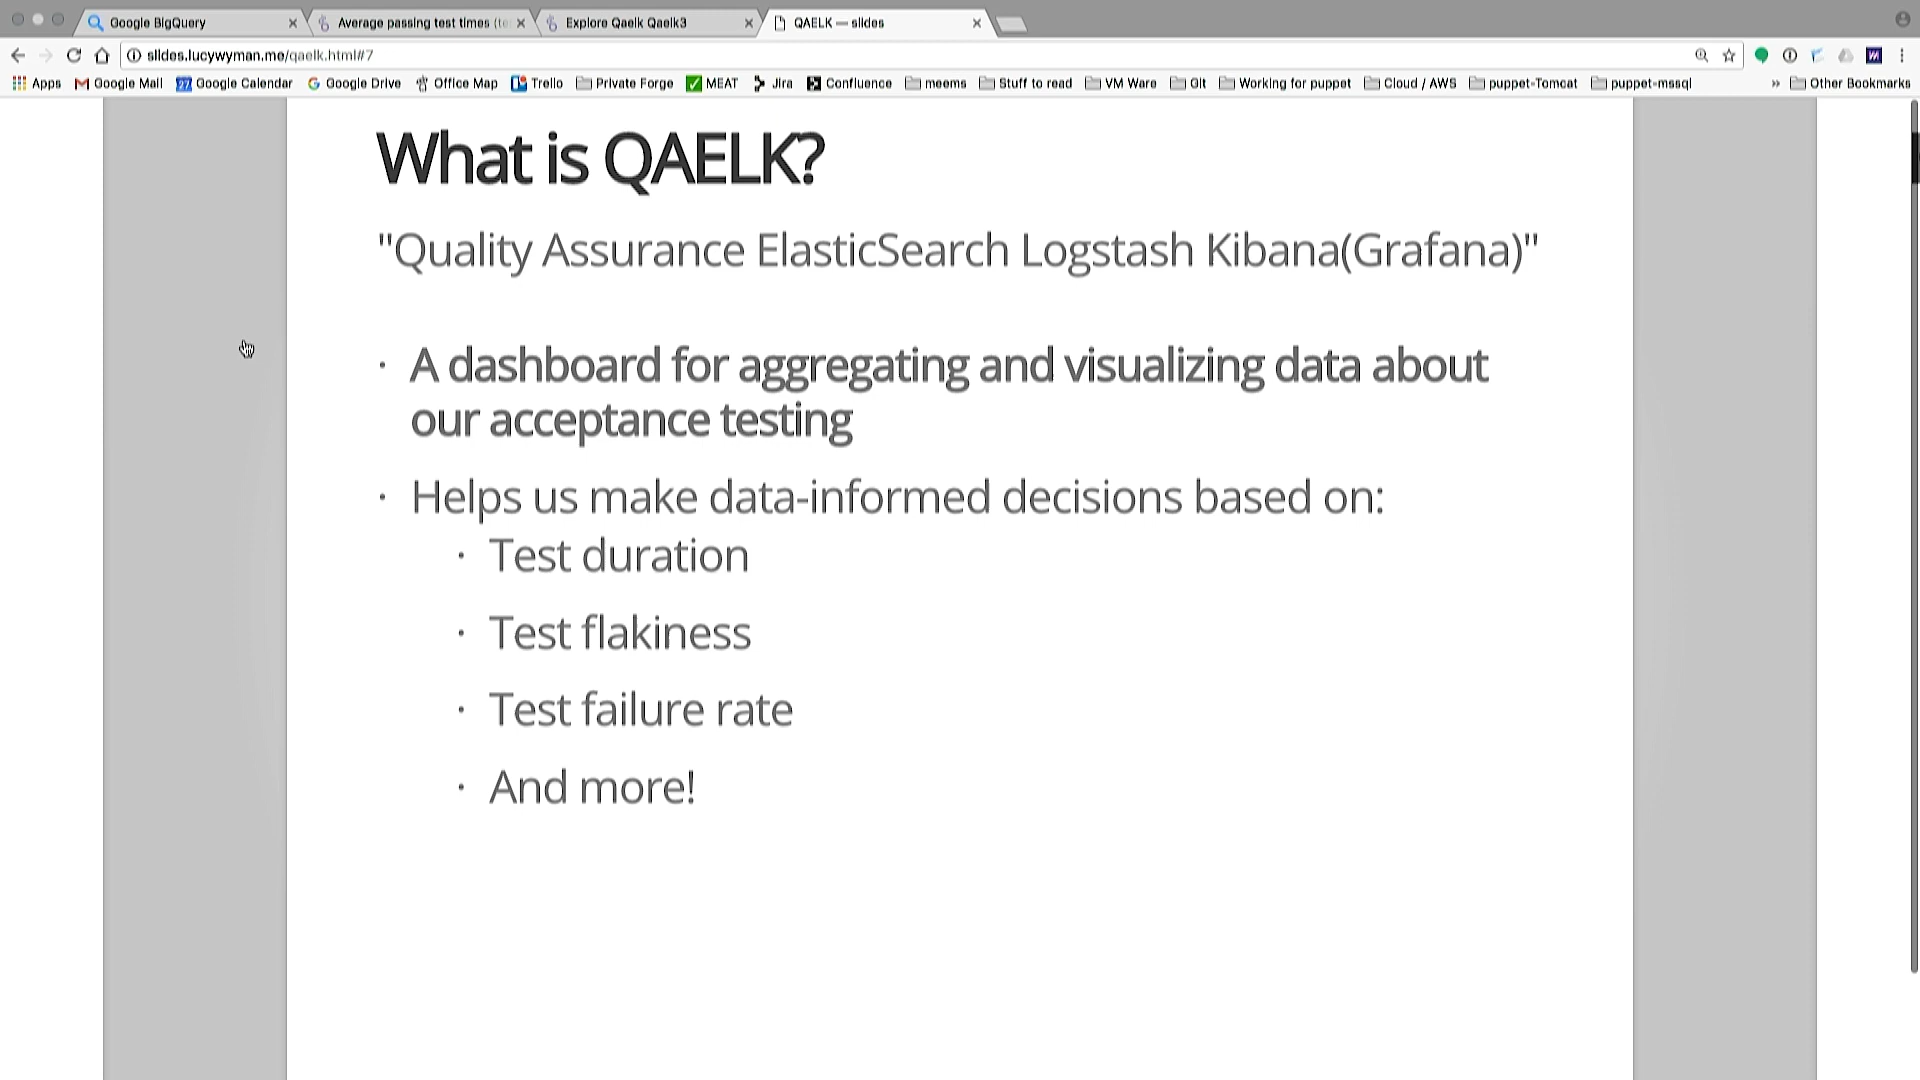 Google BigQuery
Average passing test times (te
Explore Qaelk Qaelk3
QAELK — slides
slides.lucywyman.me/qaelk.html#7
Apps
Google Mail
27 Google Calendar
Google Drive
Office Map
Trello
Private Forge
MEAT
Jira
Confluence
meems
Stuff to read
VM Ware
Git
Working for puppet
Cloud / AWS
puppet-Tomcat
puppet-mssql
» Other Bookmarks
What is QAELK?
"Quality Assurance ElasticSearch Logstash Kibana(Grafana)"
· A dashboard for aggregating and visualizing data about
our acceptance testing
· Helps us make data-informed decisions based on:
· Test duration
· Test flakiness
· Test failure rate
· And more!